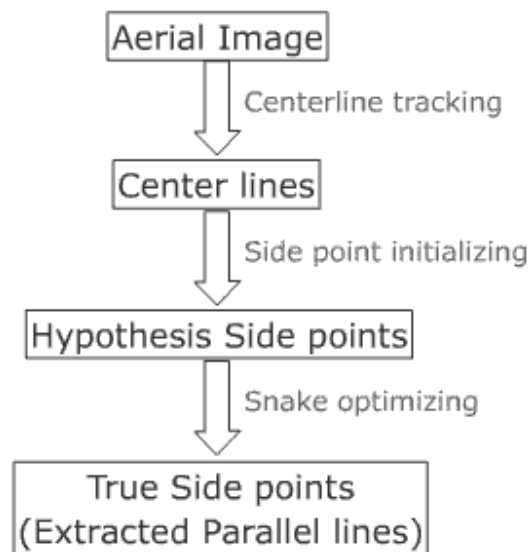 Aerial Image
Centerline tracking
Center lines
Side point initializing
Hypothesis Side points
Snake optimizing
True Side points
(Extracted Parallel lines)